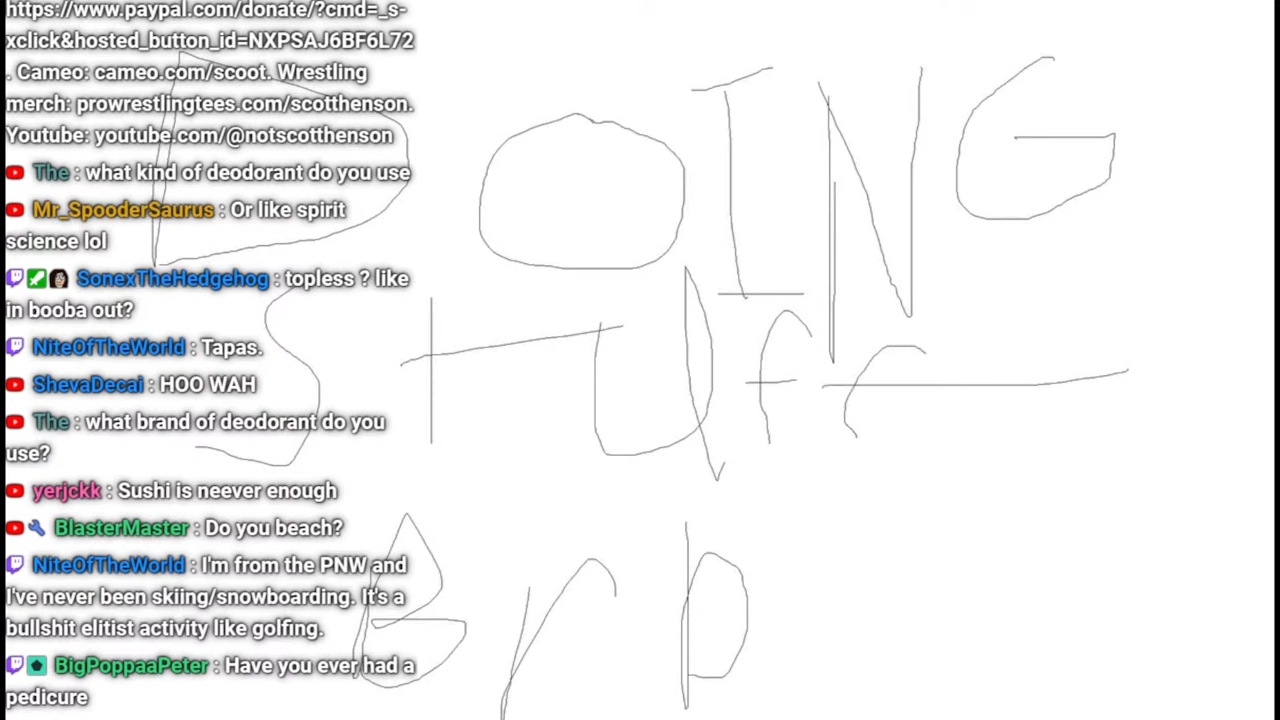 https://www.paypal.com/donate/?cmd=_s-
xclick&hosted_button_id=NXPSAJ6BF6L72
. Cameo: cameo.com/scoot. Wrestling
merch: prowrestlingtees.com/scotthenson.
Youtube: youtube.com/@notscotthenson
The : what kind of deodorant do you use
Mr_SpooderSaurus : Or like spirit
science lol
SonexTheHedgehog : topless ? like
in booba out?
NiteOfTheWorld : Tapas.
ShevaDecai : HOO WAH
The : what brand of deodorant do you
use?
yerjckk : Sushi is neever enough
BlasterMaster : Do you beach?
NiteOfTheWorld : I'm from the PNW and
I've never been skiing/snowboarding. It's a
bullshit elitist activity like golfing.
BigPoppaaPeter : Have you ever had a
pedicure
DOING
Stuff
Brb